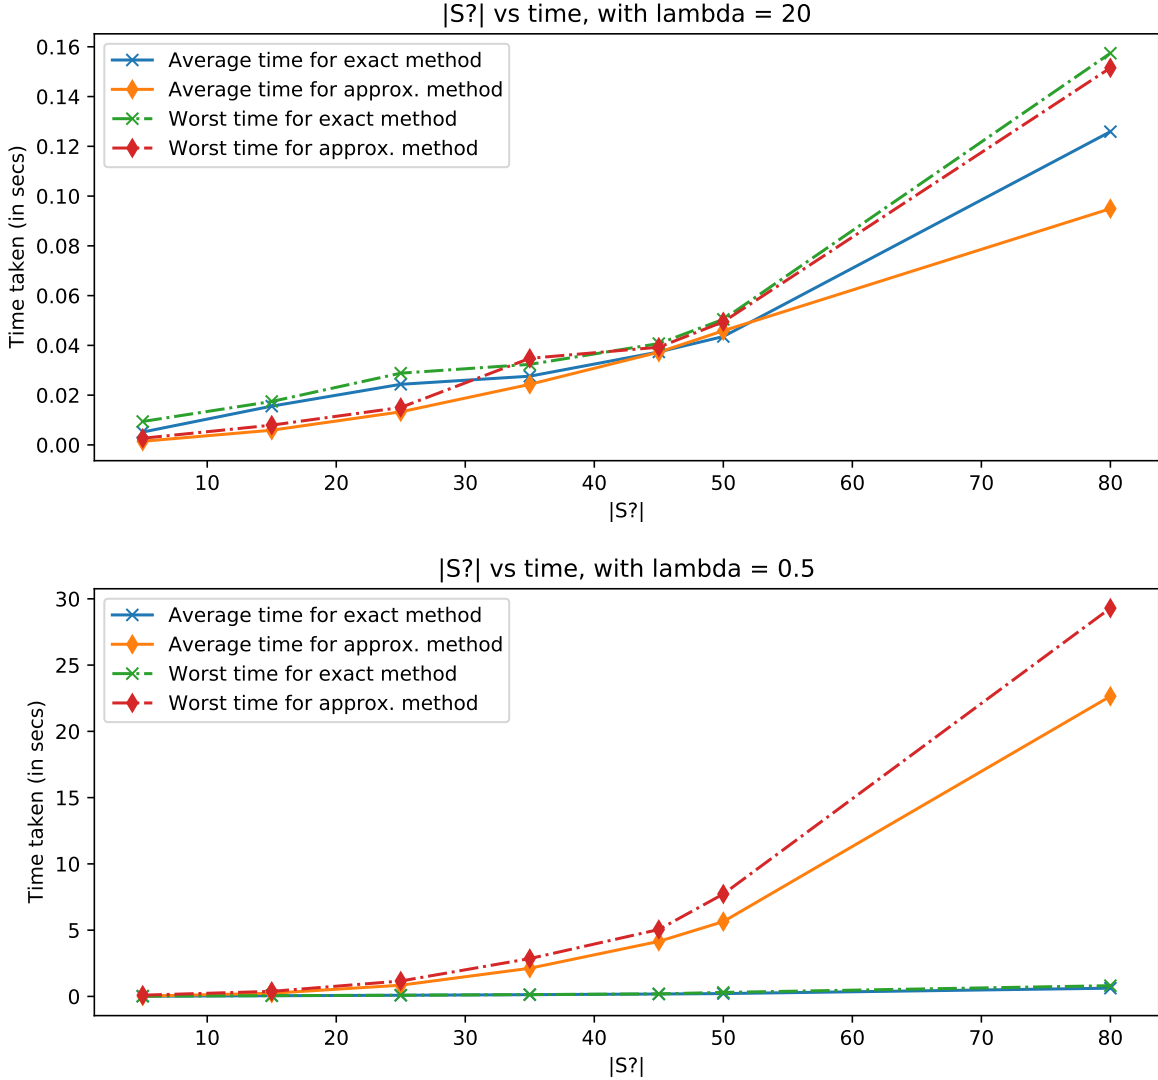 |S?| vs time, with lambda = 20
Average time for exact method
Average time for approx. method
Worst time for exact method
Worst time for approx. method
Time taken (in secs)
0.16
0.14
0.12
0.10
0.08
0.06
0.04
0.02
0.00
10 20 30 40 50 60 70 80
|S?|
|S?| vs time, with lambda = 0.5
Average time for exact method
Average time for approx. method
Worst time for exact method
Worst time for approx. method
Time taken (in secs)
30
25
20
15
10
5
0
10 20 30 40 50 60 70 80
|S?|